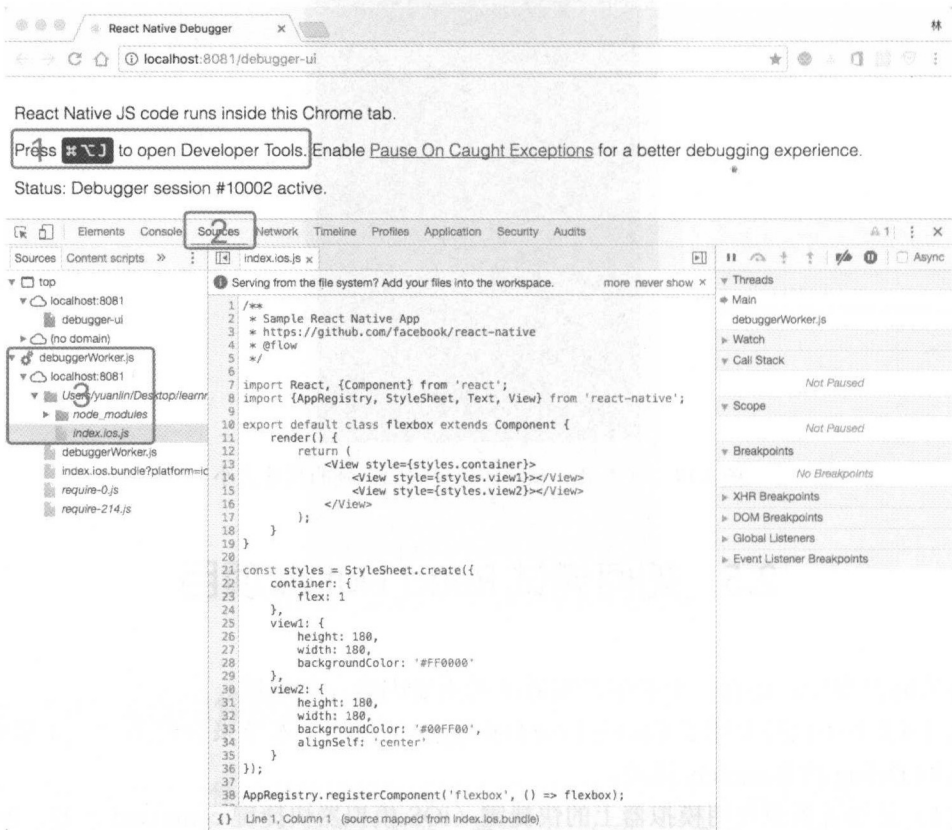 React Native Debugger ×
林
localhost:8081/debugger-ui
React Native JS code runs inside this Chrome tab.
1
Press ⌘⌥J to open Developer Tools. Enable Pause On Caught Exceptions for a better debugging experience.
Status: Debugger session #10002 active.
2
Elements Console Sources Network Timeline Profiles Application Security Audits 1
Sources Content scripts » index.ios.js × Async
Serving from the file system? Add your files into the workspace. more never show ×
top
localhost:8081
debugger-ui
(no domain)
debuggerWorker.js
3
localhost:8081
Users/yuanlin/Desktop/learnr
node_modules
index.ios.js
debuggerWorker.js
index.ios.bundle?platform=ic
require-0.js
require-214.js
1 /**
2 * Sample React Native App
3 * https://github.com/facebook/react-native
4 * @flow
5 */
6
7 import React, {Component} from 'react';
8 import {AppRegistry, StyleSheet, Text, View} from 'react-native';
9
10 export default class flexbox extends Component {
11 render() {
12 return (
13 <View style={styles.container}>
14 <View style={styles.view1}></View>
15 <View style={styles.view2}></View>
16 </View>
17 );
18 }
19 }
20
21 const styles = StyleSheet.create({
22 container: {
23 flex: 1
24 },
25 view1: {
26 height: 180,
27 width: 180,
28 backgroundColor: '#FF0000'
29 },
30 view2: {
31 height: 180,
32 width: 180,
33 backgroundColor: '#00FF00',
34 alignSelf: 'center'
35 }
36 });
37
38 AppRegistry.registerComponent('flexbox', () => flexbox);
{} Line 1, Column 1 (source mapped from index.ios.bundle)
Threads
Main
debuggerWorker.js
Watch
Call Stack
Not Paused
Scope
Not Paused
Breakpoints
No Breakpoints
XHR Breakpoints
DOM Breakpoints
Global Listeners
Event Listener Breakpoints